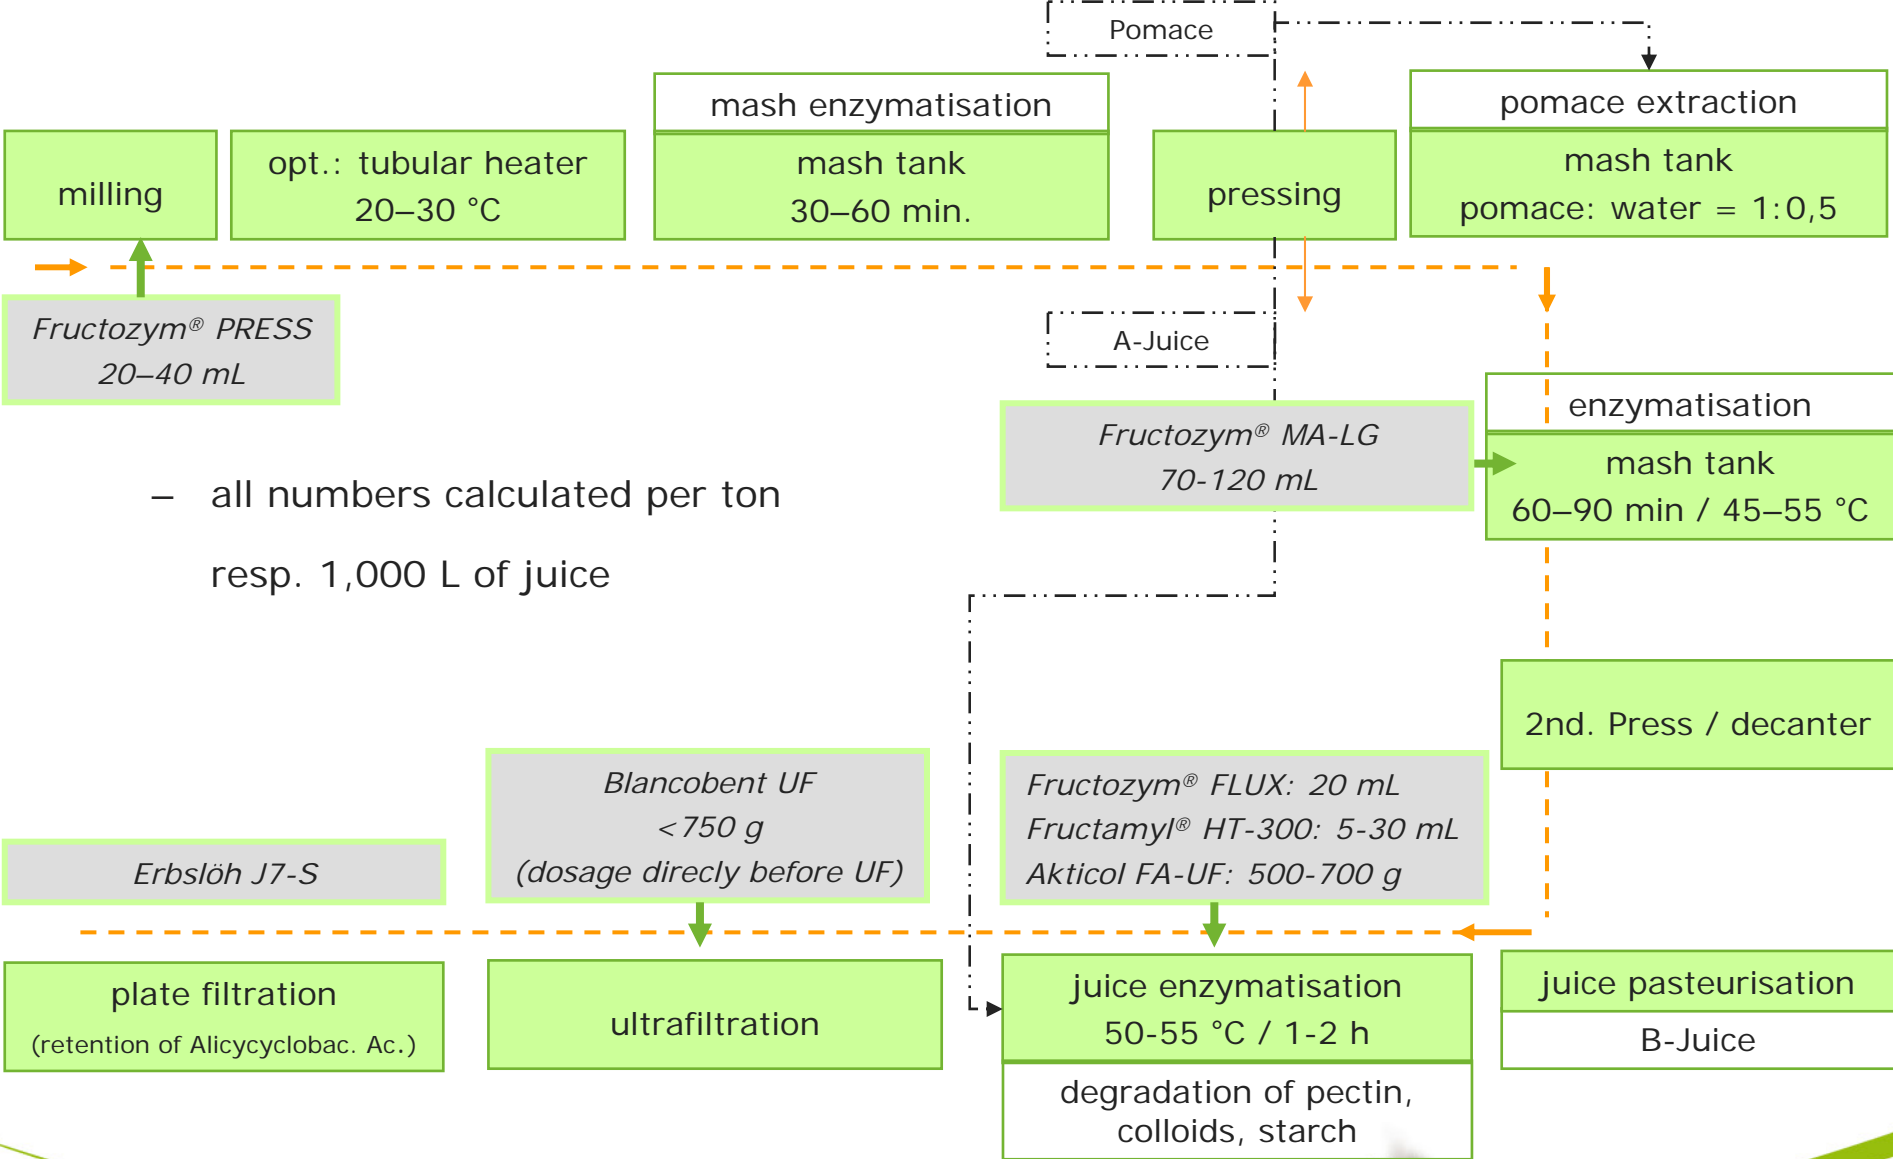 Pomace
mash enzymatisation
pomace extraction
milling
opt.: tubular heater
20–30 °C
mash tank
30–60 min.
pressing
mash tank
pomace: water = 1:0,5
Fructozym® PRESS
20–40 mL
A-Juice
Fructozym® MA-LG
70-120 mL
enzymatisation
mash tank
60–90 min / 45–55 °C
– all numbers calculated per ton
resp. 1,000 L of juice
2nd. Press / decanter
Erbslöh J7-S
Blancobent UF
<750 g
(dosage direcly before UF)
Fructozym® FLUX: 20 mL
Fructamyl® HT-300: 5-30 mL
Akticol FA-UF: 500-700 g
plate filtration
(retention of Alicycyclobac. Ac.)
ultrafiltration
juice enzymatisation
50-55 °C / 1-2 h
degradation of pectin,
colloids, starch
juice pasteurisation
B-Juice